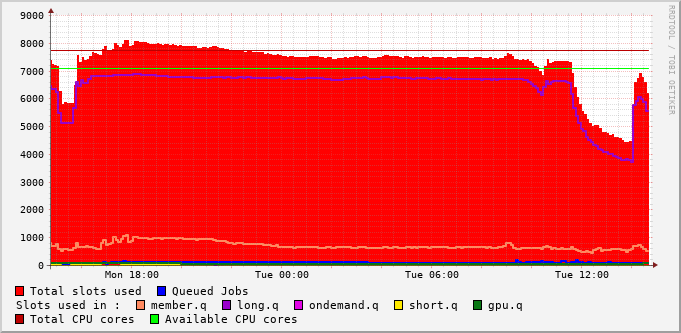 9000
8000
7000
6000
5000
4000
3000
2000
1000
0
Mon 18:00 Tue 00:00 Tue 06:00 Tue 12:00
RRDTOOL / TOBI OETIKER
Total slots used Queued Jobs
Slots used in : member.q long.q ondemand.q short.q gpu.q
Total CPU cores Available CPU cores